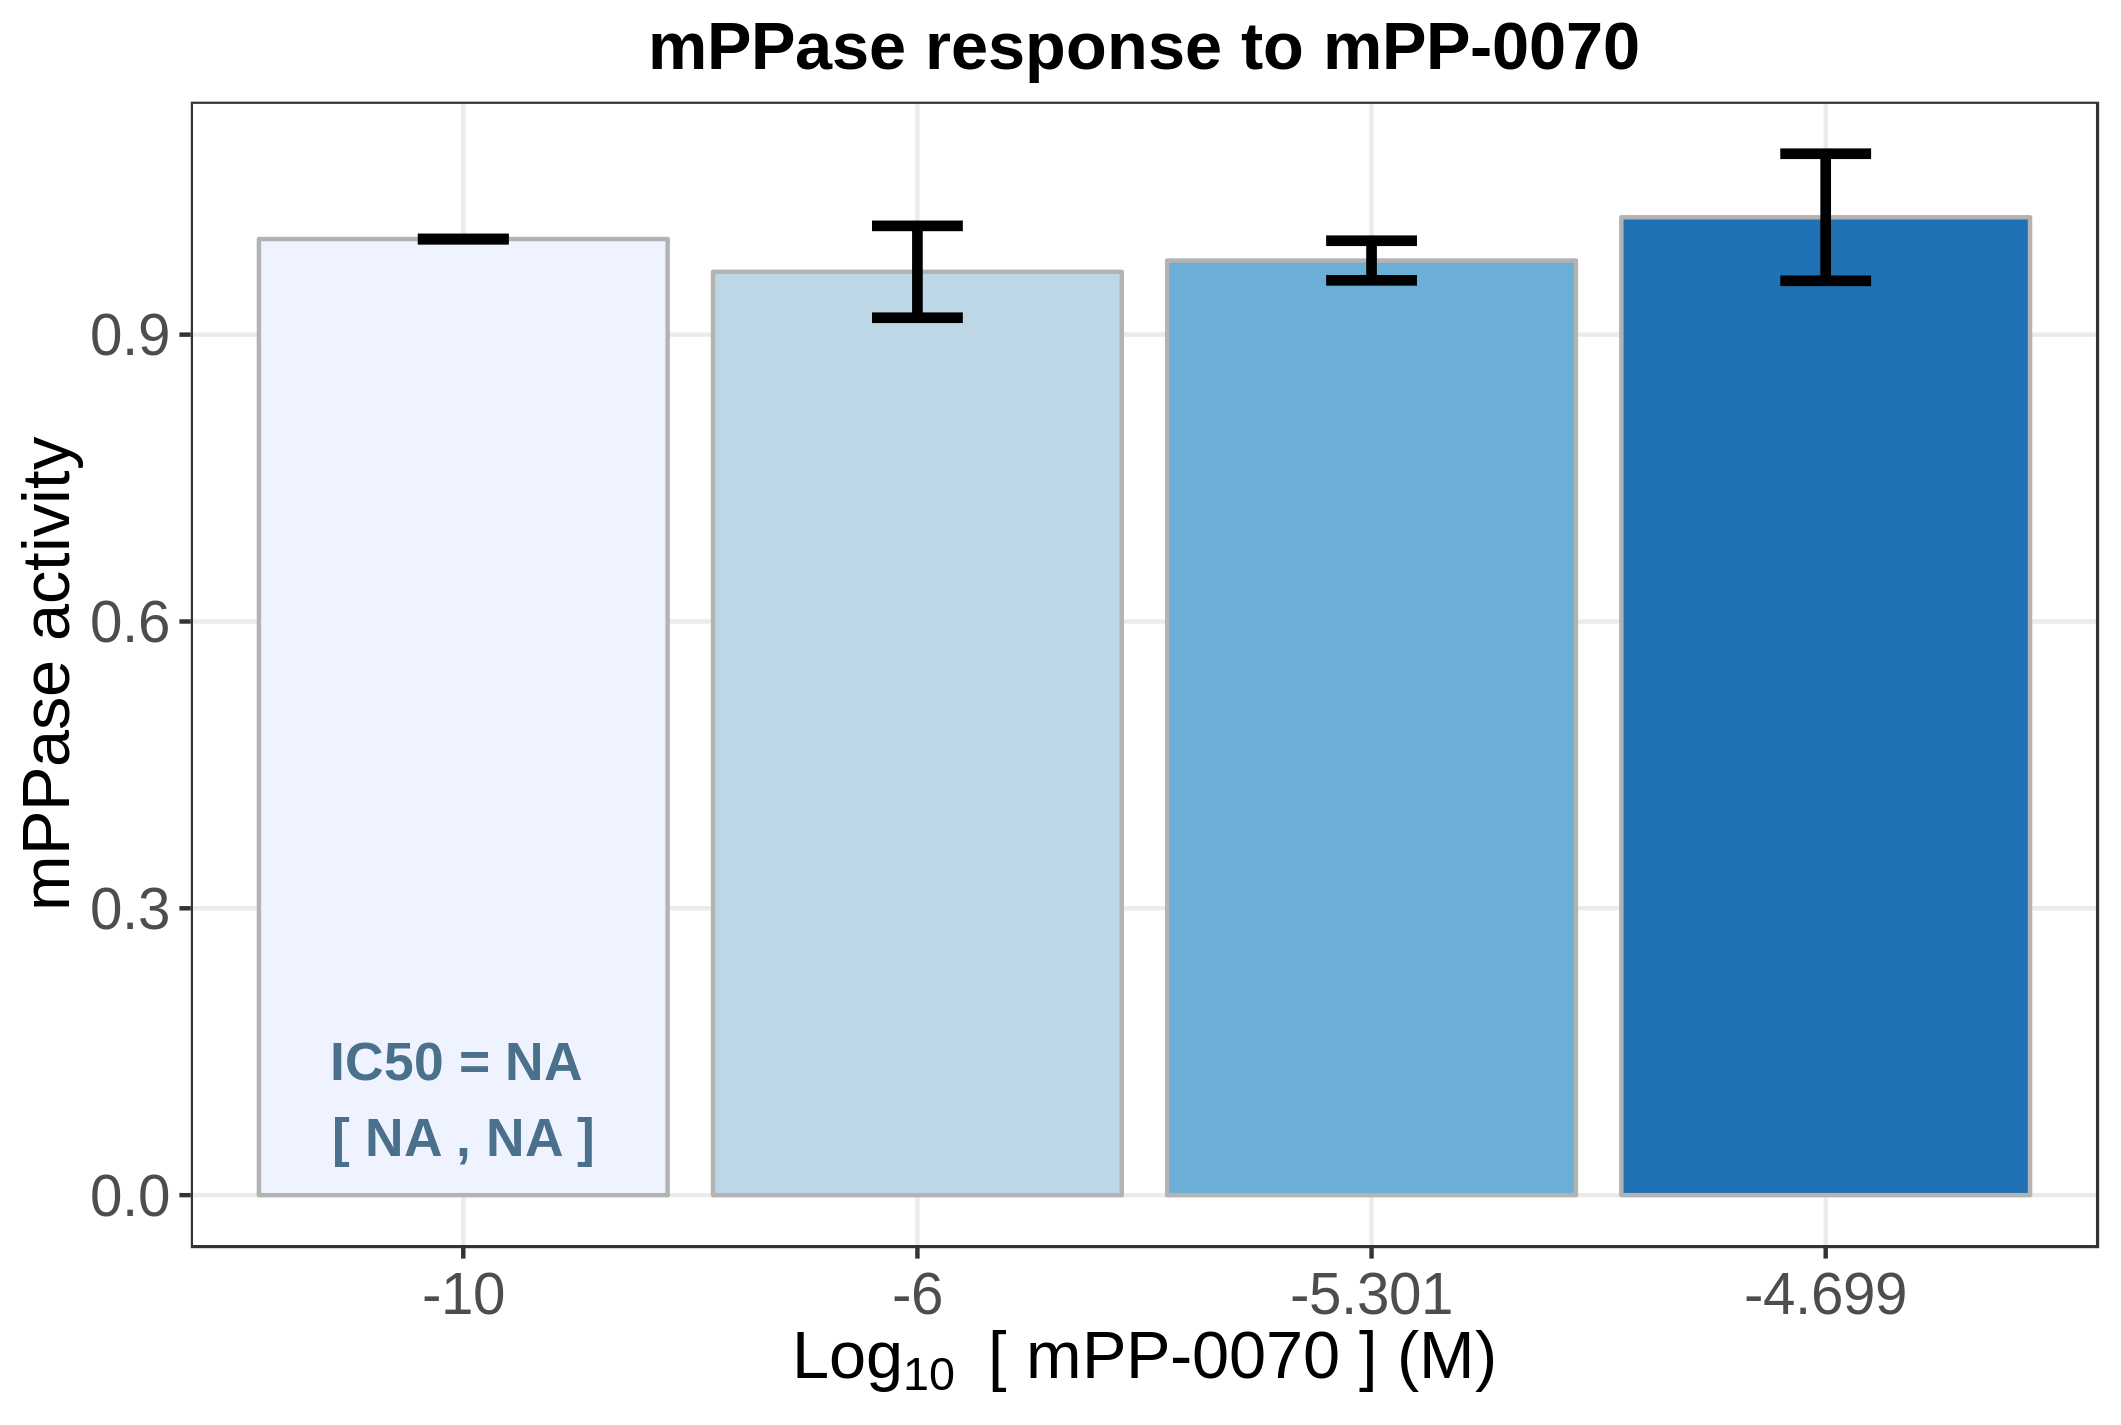 mPPase response to mPP-0070
mPPase activity
0.9
0.6
0.3
0.0
IC50 = NA
[ NA , NA ]
-10
-6
-5.301
-4.699
Log10 [ mPP-0070 ] (M)